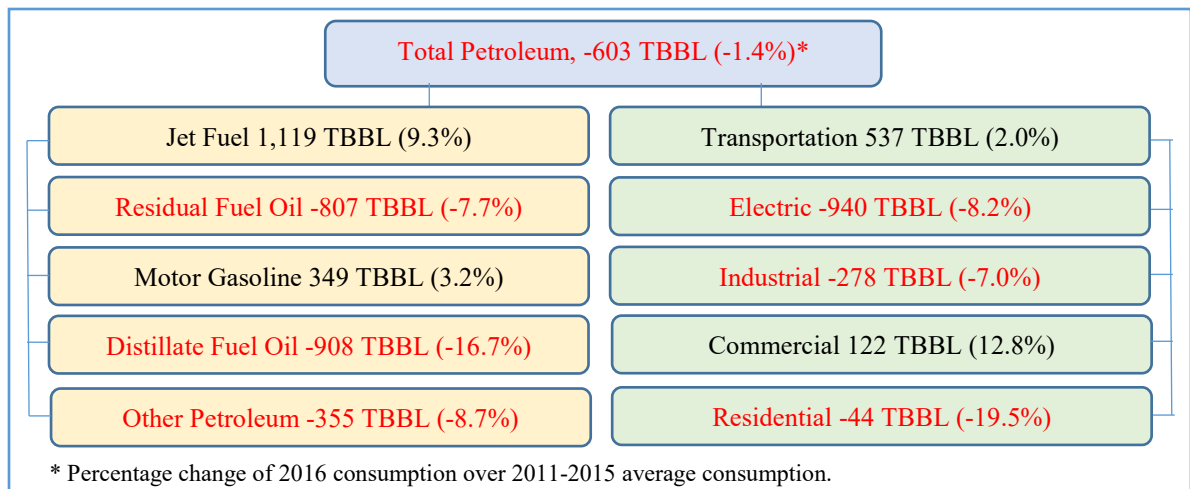 Total Petroleum, -603 TBBL (-1.4%)*
Jet Fuel 1,119 TBBL (9.3%)
Residual Fuel Oil -807 TBBL (-7.7%)
Motor Gasoline 349 TBBL (3.2%)
Distillate Fuel Oil -908 TBBL (-16.7%)
Other Petroleum -355 TBBL (-8.7%)
Transportation 537 TBBL (2.0%)
Electric -940 TBBL (-8.2%)
Industrial -278 TBBL (-7.0%)
Commercial 122 TBBL (12.8%)
Residential -44 TBBL (-19.5%)
* Percentage change of 2016 consumption over 2011-2015 average consumption.